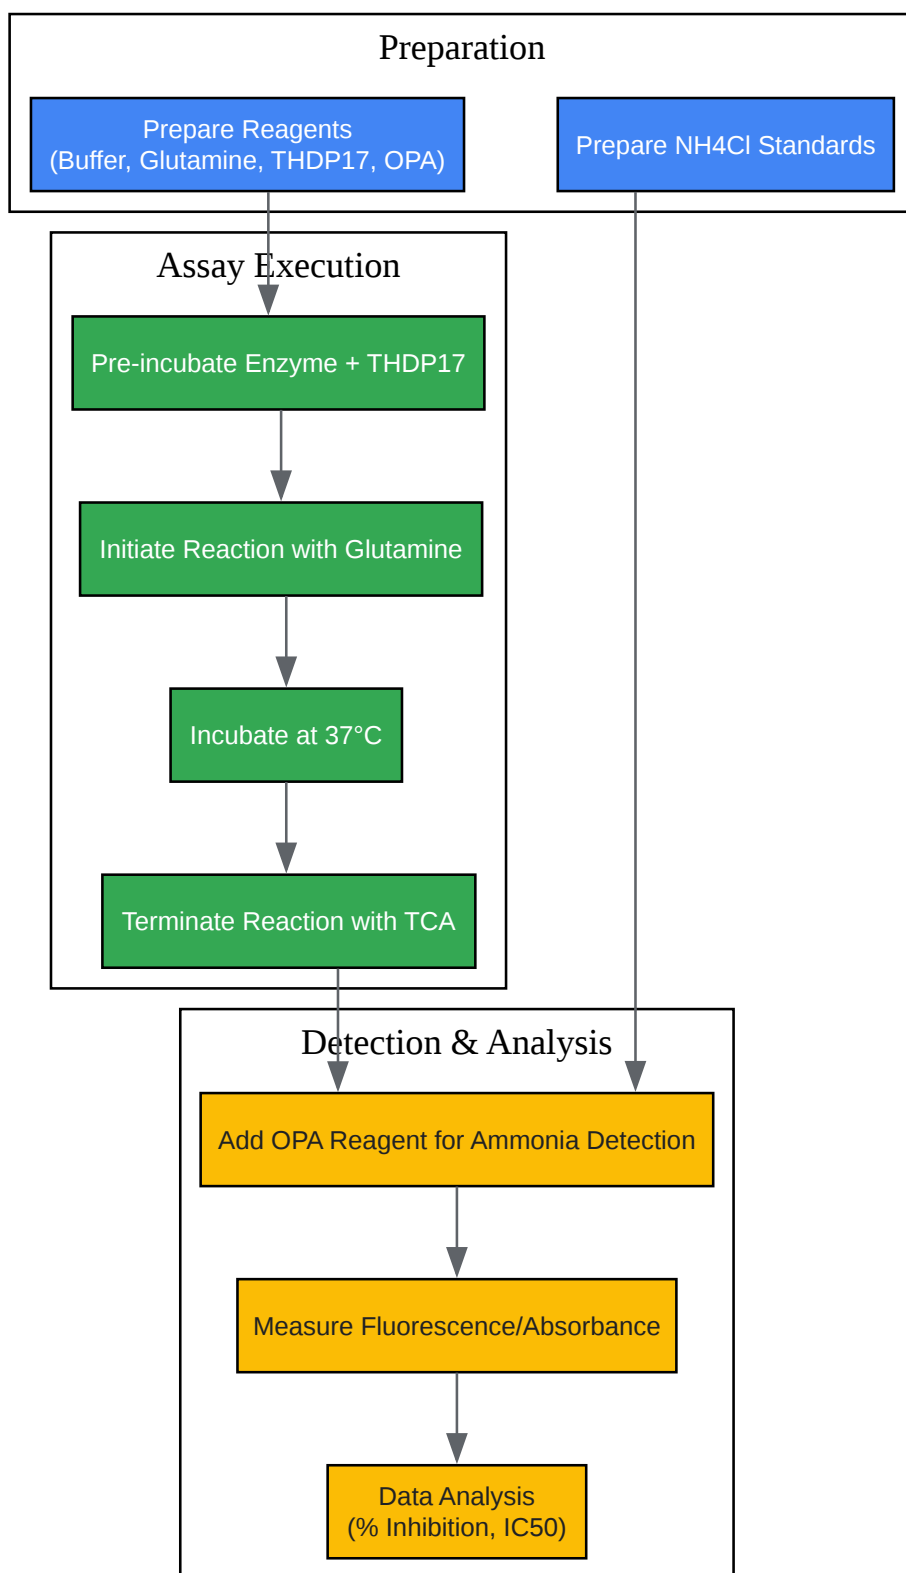 Preparation
Prepare Reagents
(Buffer, Glutamine, THDP17, OPA)
Prepare NH4Cl Standards
Assay Execution
Pre-incubate Enzyme + THDP17
Initiate Reaction with Glutamine
Incubate at 37°C
Terminate Reaction with TCA
Detection & Analysis
Add OPA Reagent for Ammonia Detection
Measure Fluorescence/Absorbance
Data Analysis
(% Inhibition, IC50)